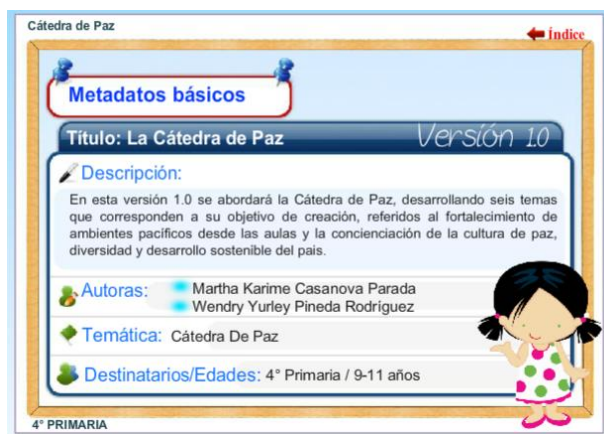 Cátedra de Paz
Índice
Metadatos básicos
Título: La Cátedra de Paz
Versión 1.0
Descripción:
En esta versión 1.0 se abordará la Cátedra de Paz, desarrollando seis temas
que corresponden a su objetivo de creación, referidos al fortalecimiento de
ambientes pacíficos desde las aulas y la concienciación de la cultura de paz,
diversidad y desarrollo sostenible del pais.
Autoras: Martha Karime Casanova Parada
Wendry Yurley Pineda Rodríguez
Temática: Cátedra De Paz
Destinatarios/Edades: 4° Primaria / 9-11 años
4° PRIMARIA